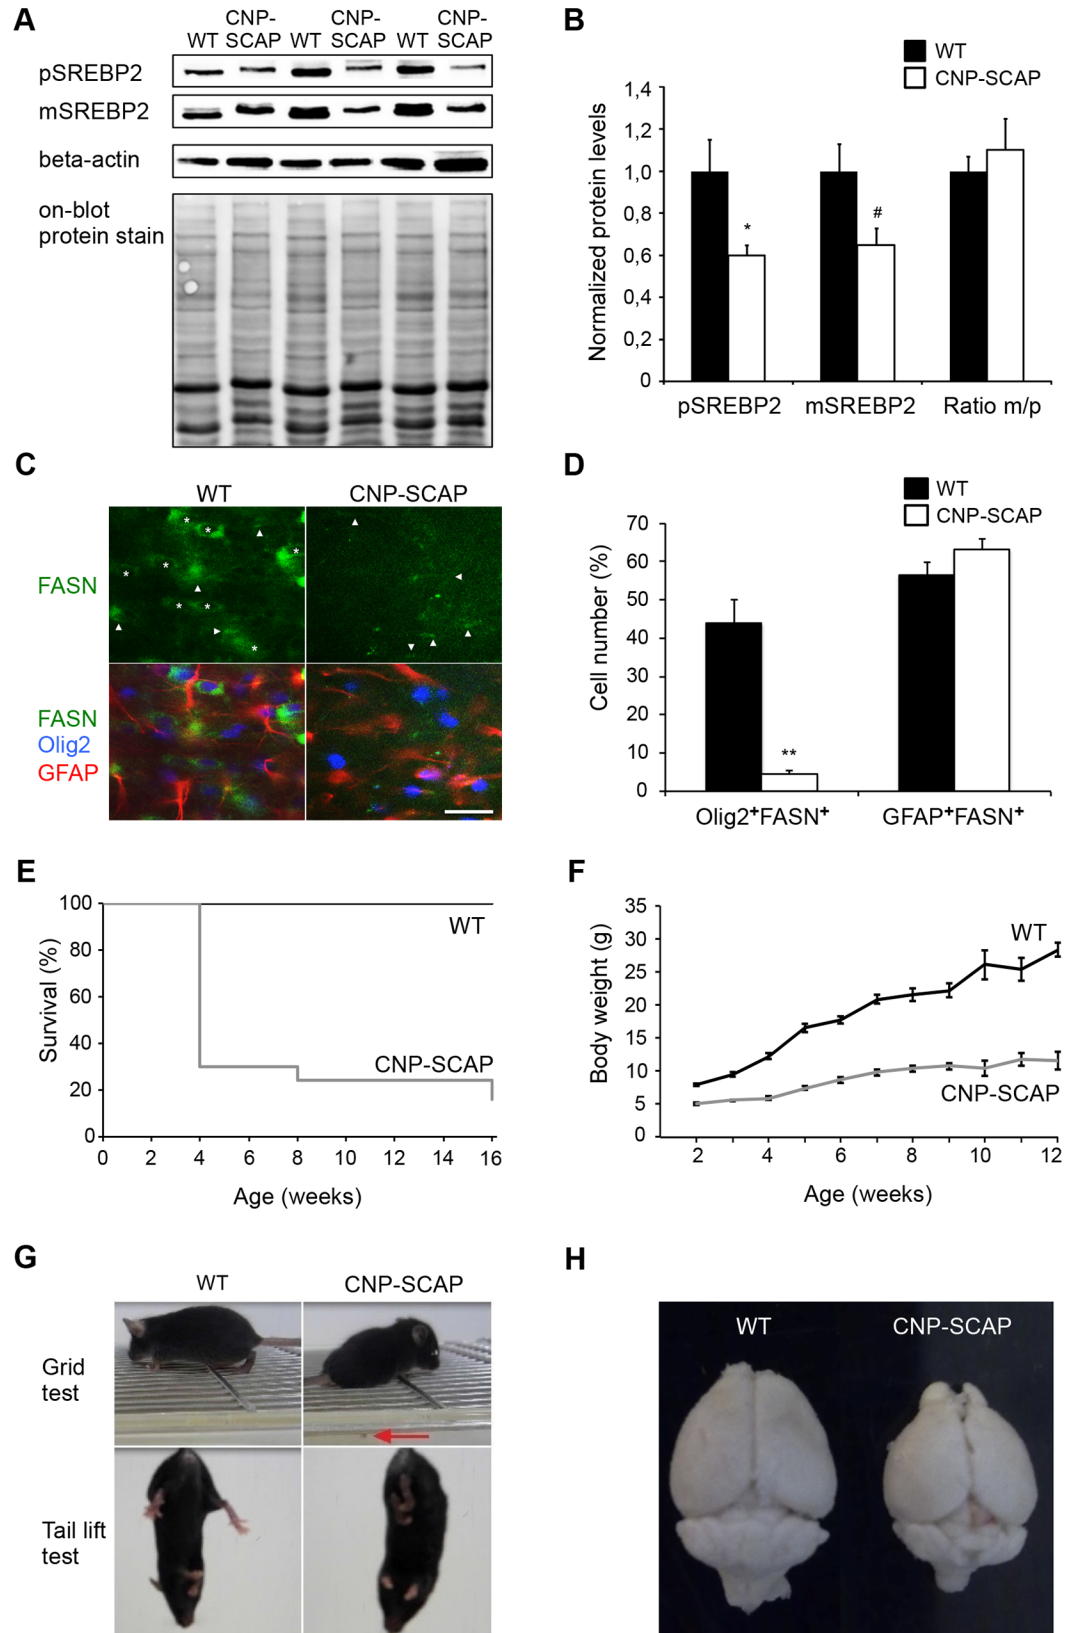 A
WT
CNP-
SCAP
WT
CNP-
SCAP
WT
CNP-
SCAP
pSREBP2
mSREBP2
beta-actin
on-blot
protein stain
B
WT
CNP-SCAP
Normalized protein levels
1,4
1,2
1,0
0,8
0,6
0,4
0,2
0
*
#
pSREBP2
mSREBP2
Ratio m/p
C
WT
CNP-SCAP
FASN
FASN
Olig2
GFAP
D
WT
CNP-SCAP
Cell number (%)
70
60
50
40
30
20
10
0
**
Olig2+FASN+
GFAP+FASN+
E
Survival (%)
100
80
60
40
20
0
WT
CNP-SCAP
0 2 4 6 8 10 12 14 16
Age (weeks)
F
Body weight (g)
35
30
25
20
15
10
5
0
WT
CNP-SCAP
2 4 6 8 10 12
Age (weeks)
G
WT
CNP-SCAP
Grid
test
Tail lift
test
H
WT
CNP-SCAP